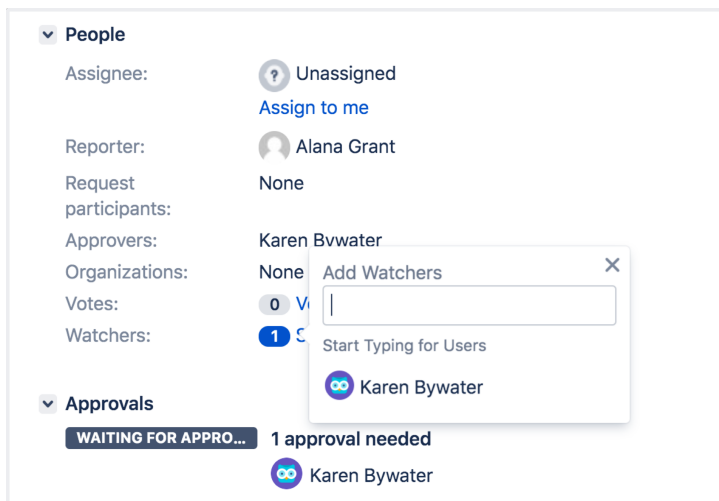 People
Assignee: Unassigned
Assign to me
Reporter: Alana Grant
Request participants: None
Approvers: Karen Bywater
Organizations: None
Votes: 0
Watchers: 1
Add Watchers
Start Typing for Users
Karen Bywater
Approvals
WAITING FOR APPRO... 1 approval needed
Karen Bywater